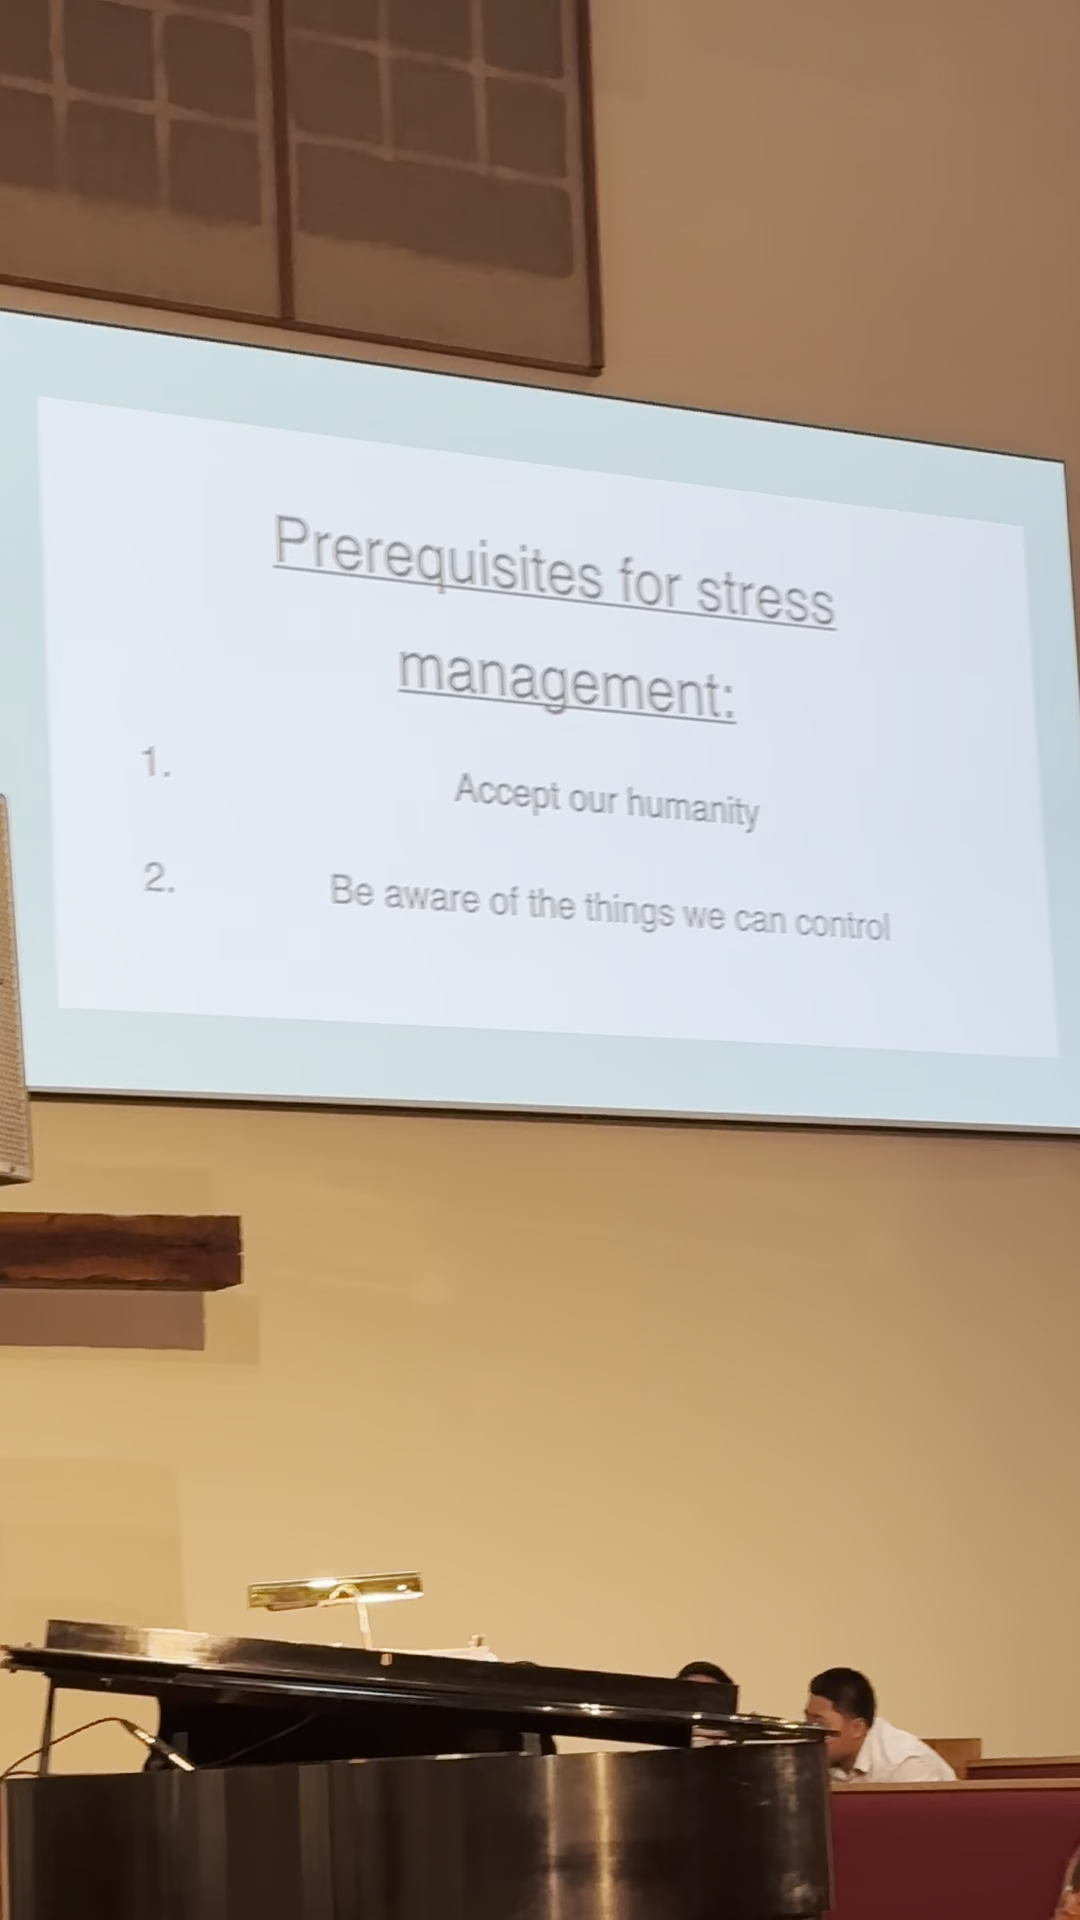 Prerequisites for stress
management:
1. Accept our humanity
2. Be aware of the things we can control